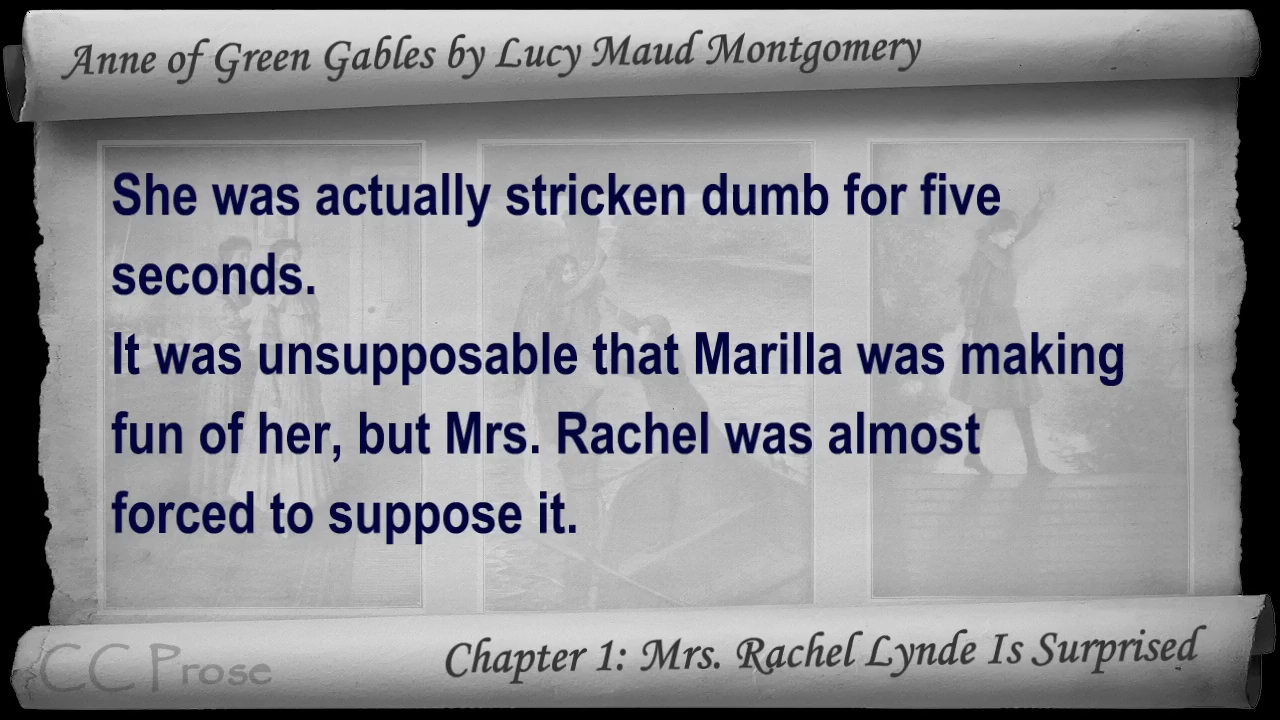 Anne of Green Gables by Lucy Maud Montgomery
She was actually stricken dumb for five
seconds.
It was unsupposable that Marilla was making
fun of her, but Mrs. Rachel was almost
forced to suppose it.
CC Prose
Chapter 1: Mrs. Rachel Lynde Is Surprised